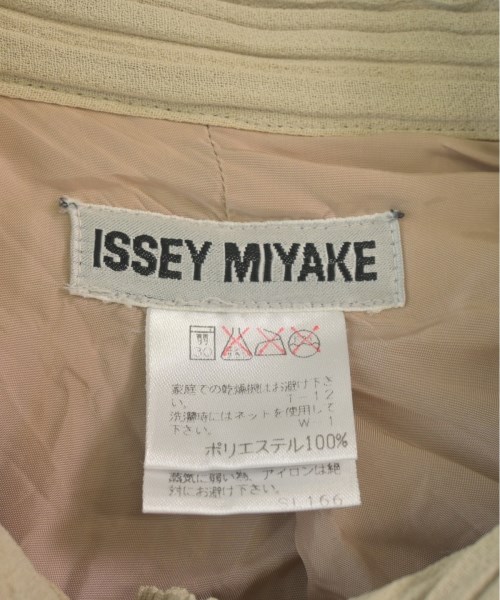 ISSEY MIYAKE
弱
30
家庭での乾燥機はお避け下さ
い。 T-12
洗濯時にはネットを使用して
下さい。 W 1
ポリエステル100%
蒸気に弱い為、アイロンは絶
対にお避け下さい。
SL166